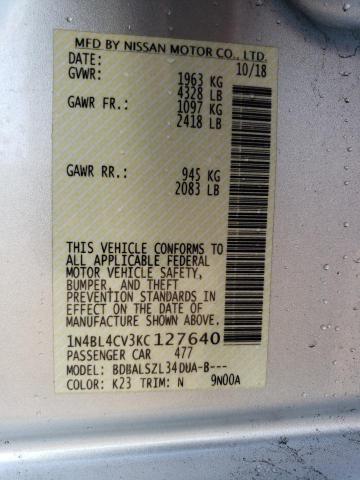 MFD BY NISSAN MOTOR CO., LTD.
DATE: 10/18
GVWR: 1963 KG
4328 LB
GAWR FR.: 1097 KG
2418 LB
GAWR RR.: 945 KG
2083 LB
THIS VEHICLE CONFORMS TO
ALL APPLICABLE FEDERAL
MOTOR VEHICLE SAFETY,
BUMPER, AND THEFT
PREVENTION STANDARDS IN
EFFECT ON THE DATE OF
MANUFACTURE SHOWN ABOVE.
1N4BL4CV3KC127640
PASSENGER CAR 477
MODEL: BDBALSZL34DUA-B---
COLOR: K23 TRIM: N 9N00A